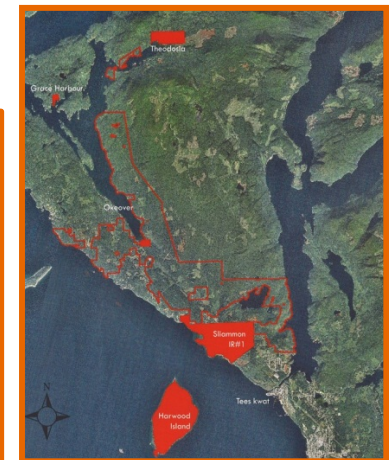 Theodosia
Grace Harbour
Okeover
Sliammon
IR#1
Tees kwat
Harwood
Island
N